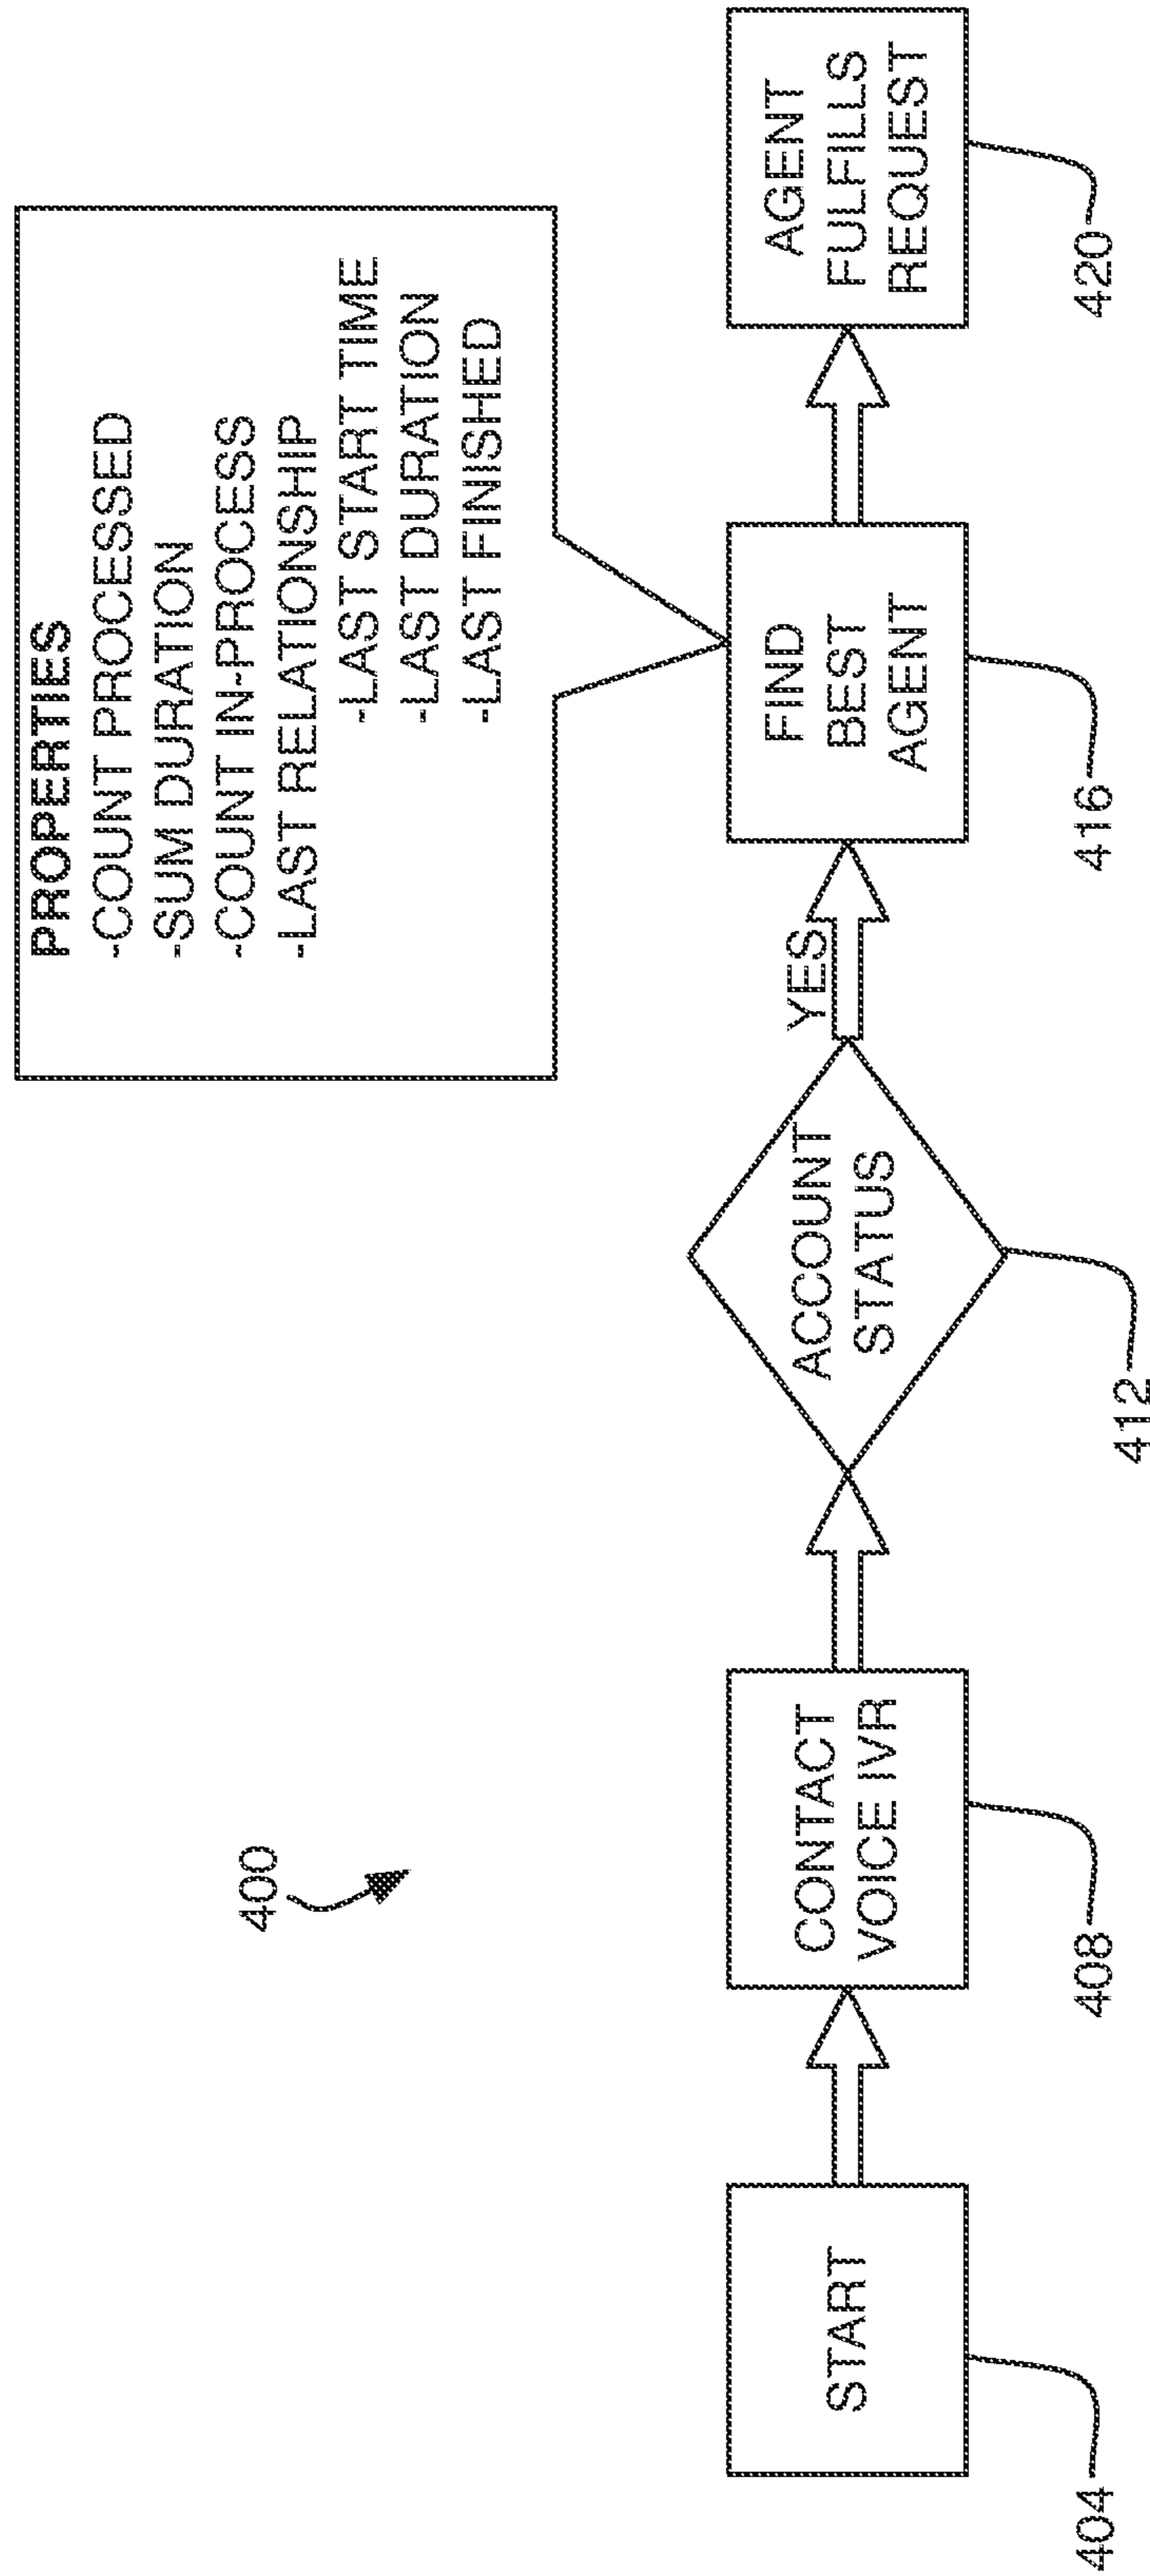 400
PROPERTIES
-COUNT PROCESSED
-SUM DURATION
-COUNT IN-PROCESS
-LAST RELATIONSHIP
-LAST START TIME
-LAST DURATION
-LAST FINISHED
START
CONTACT
VOICE IVR
ACCOUNT
STATUS
YES
FIND
BEST
AGENT
AGENT
FULFILLS
REQUEST
404
408
412
416
420